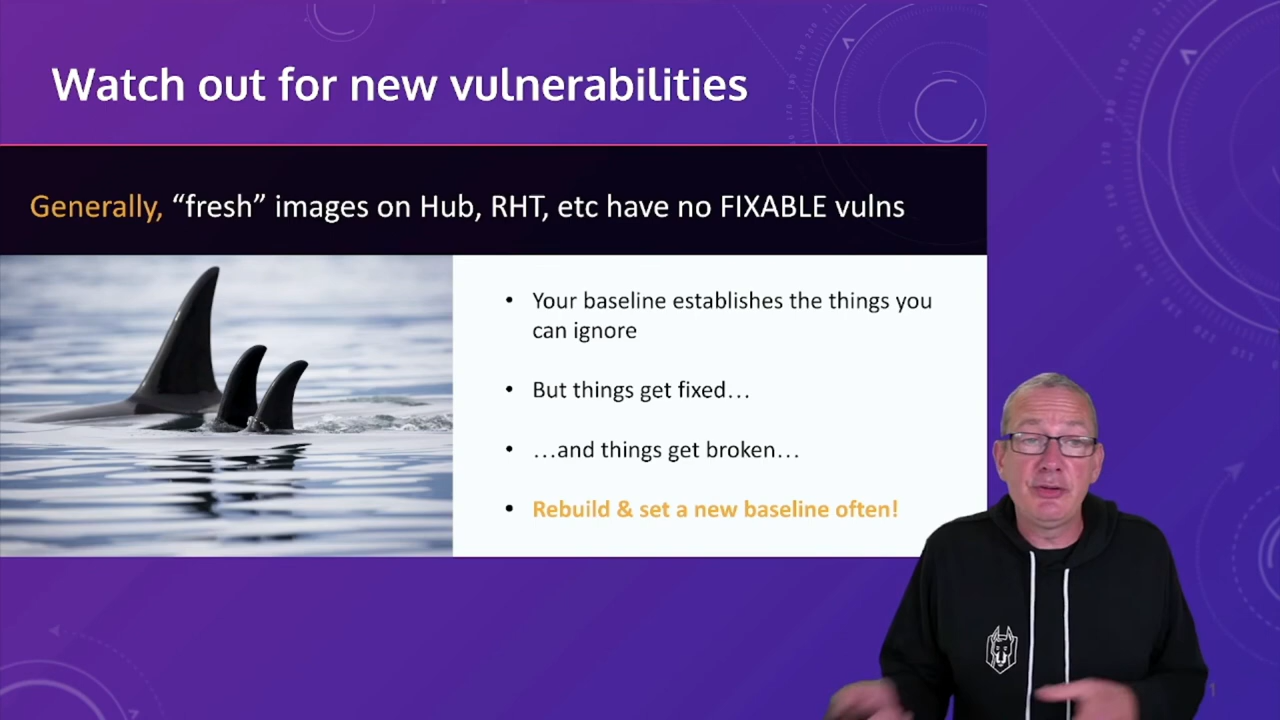 Watch out for new vulnerabilities
Generally, “fresh” images on Hub, RHT, etc have no FIXABLE vulns
• Your baseline establishes the things you
can ignore
• But things get fixed…
• …and things get broken…
• Rebuild & set a new baseline often!
1